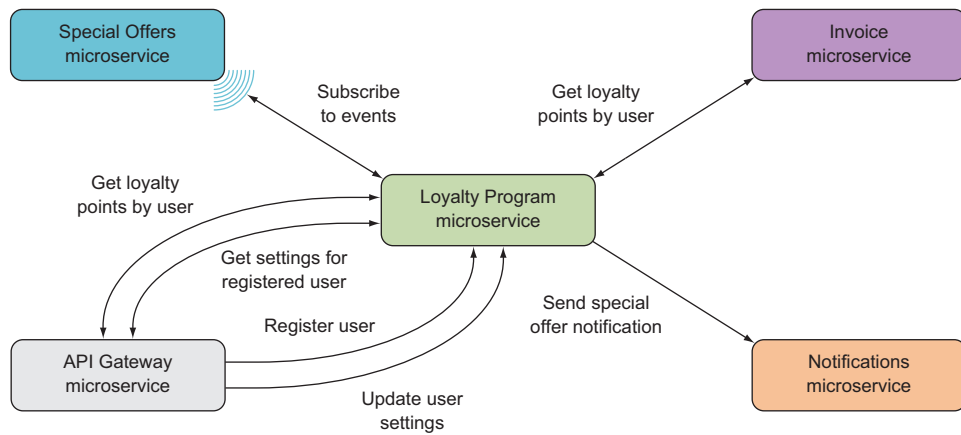 Special Offers
microservice
Invoice
microservice
Subscribe
to events
Get loyalty
points by user
Get loyalty
points by user
Loyalty Program
microservice
Get settings for
registered user
Send special
offer notification
Register user
API Gateway
microservice
Notifications
microservice
Update user
settings